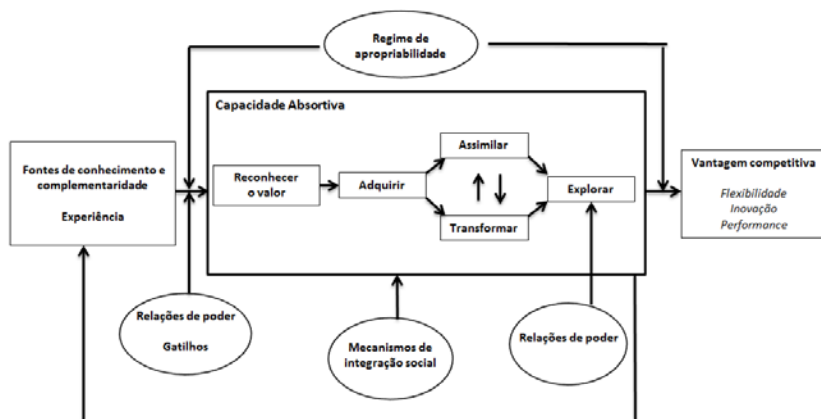 Regime de
apropriabilidade
Capacidade Absortiva
Fontes de conhecimento e
complementaridade
Experiência
Reconhecer
o valor
Adquirir
Assimilar
Transformar
Explorar
Vantagem competitiva
Flexibilidade
Inovação
Performance
Relações de poder
Gatilhos
Mecanismos de
integração social
Relações de poder